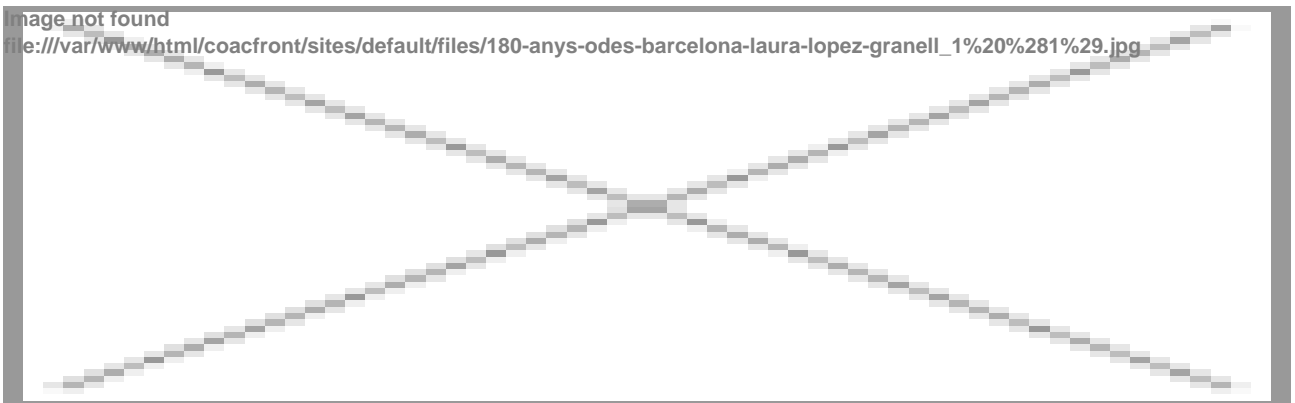 Image not found
file:///var/www/html/coacfront/sites/default/files/180-anys-odes-barcelona-laura-lopez-granell_1%20%281%29.jpg